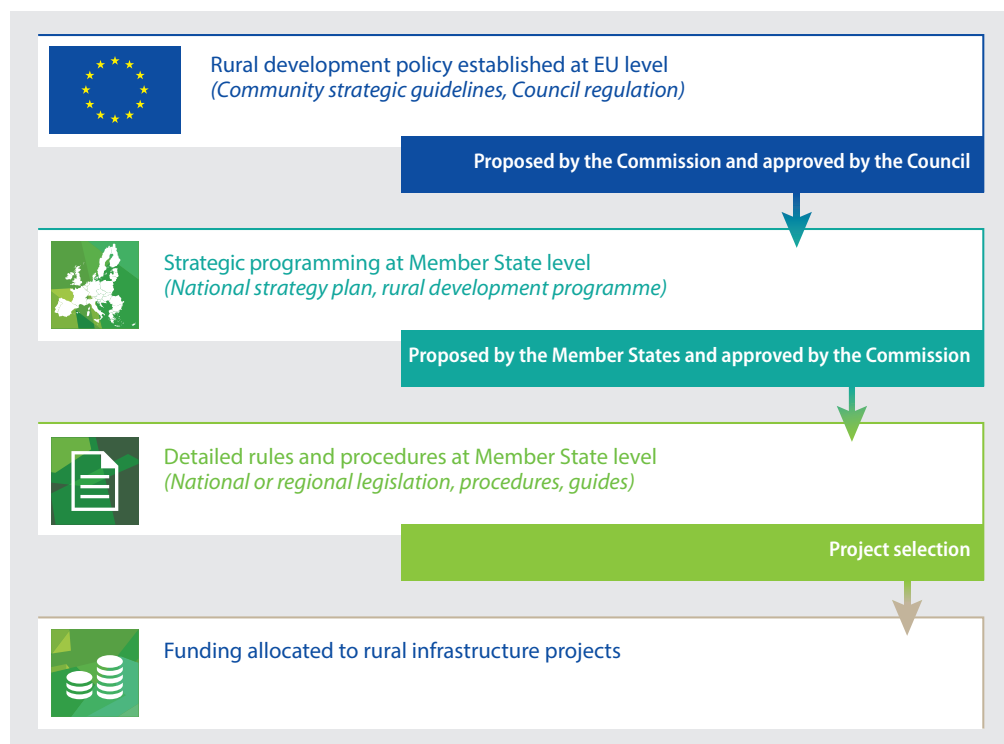 Rural development policy established at EU level
(Community strategic guidelines, Council regulation)
Proposed by the Commission and approved by the Council
Strategic programming at Member State level
(National strategy plan, rural development programme)
Proposed by the Member States and approved by the Commission
Detailed rules and procedures at Member State level
(National or regional legislation, procedures, guides)
Project selection
Funding allocated to rural infrastructure projects